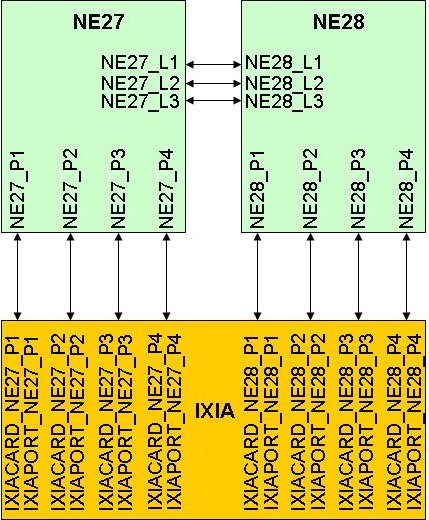 NE27
NE28
NE27_L1
NE28_L1
NE27_L2
NE28_L2
NE27_L3
NE28_L3
NE27_P1
NE27_P2
NE27_P3
NE27_P4
NE28_P1
NE28_P2
NE28_P3
NE28_P4
IXIACARD_NE27_P1
IXIAPORT_NE27_P1
IXIACARD_NE27_P2
IXIAPORT_NE27_P2
IXIACARD_NE27_P3
IXIAPORT_NE27_P3
IXIACARD_NE27_P4
IXIAPORT_NE27_P4
IXIA
IXIACARD_NE28_P1
IXIAPORT_NE28_P1
IXIACARD_NE28_P2
IXIAPORT_NE28_P2
IXIACARD_NE28_P3
IXIAPORT_NE28_P3
IXIACARD_NE28_P4
IXIAPORT_NE28_P4